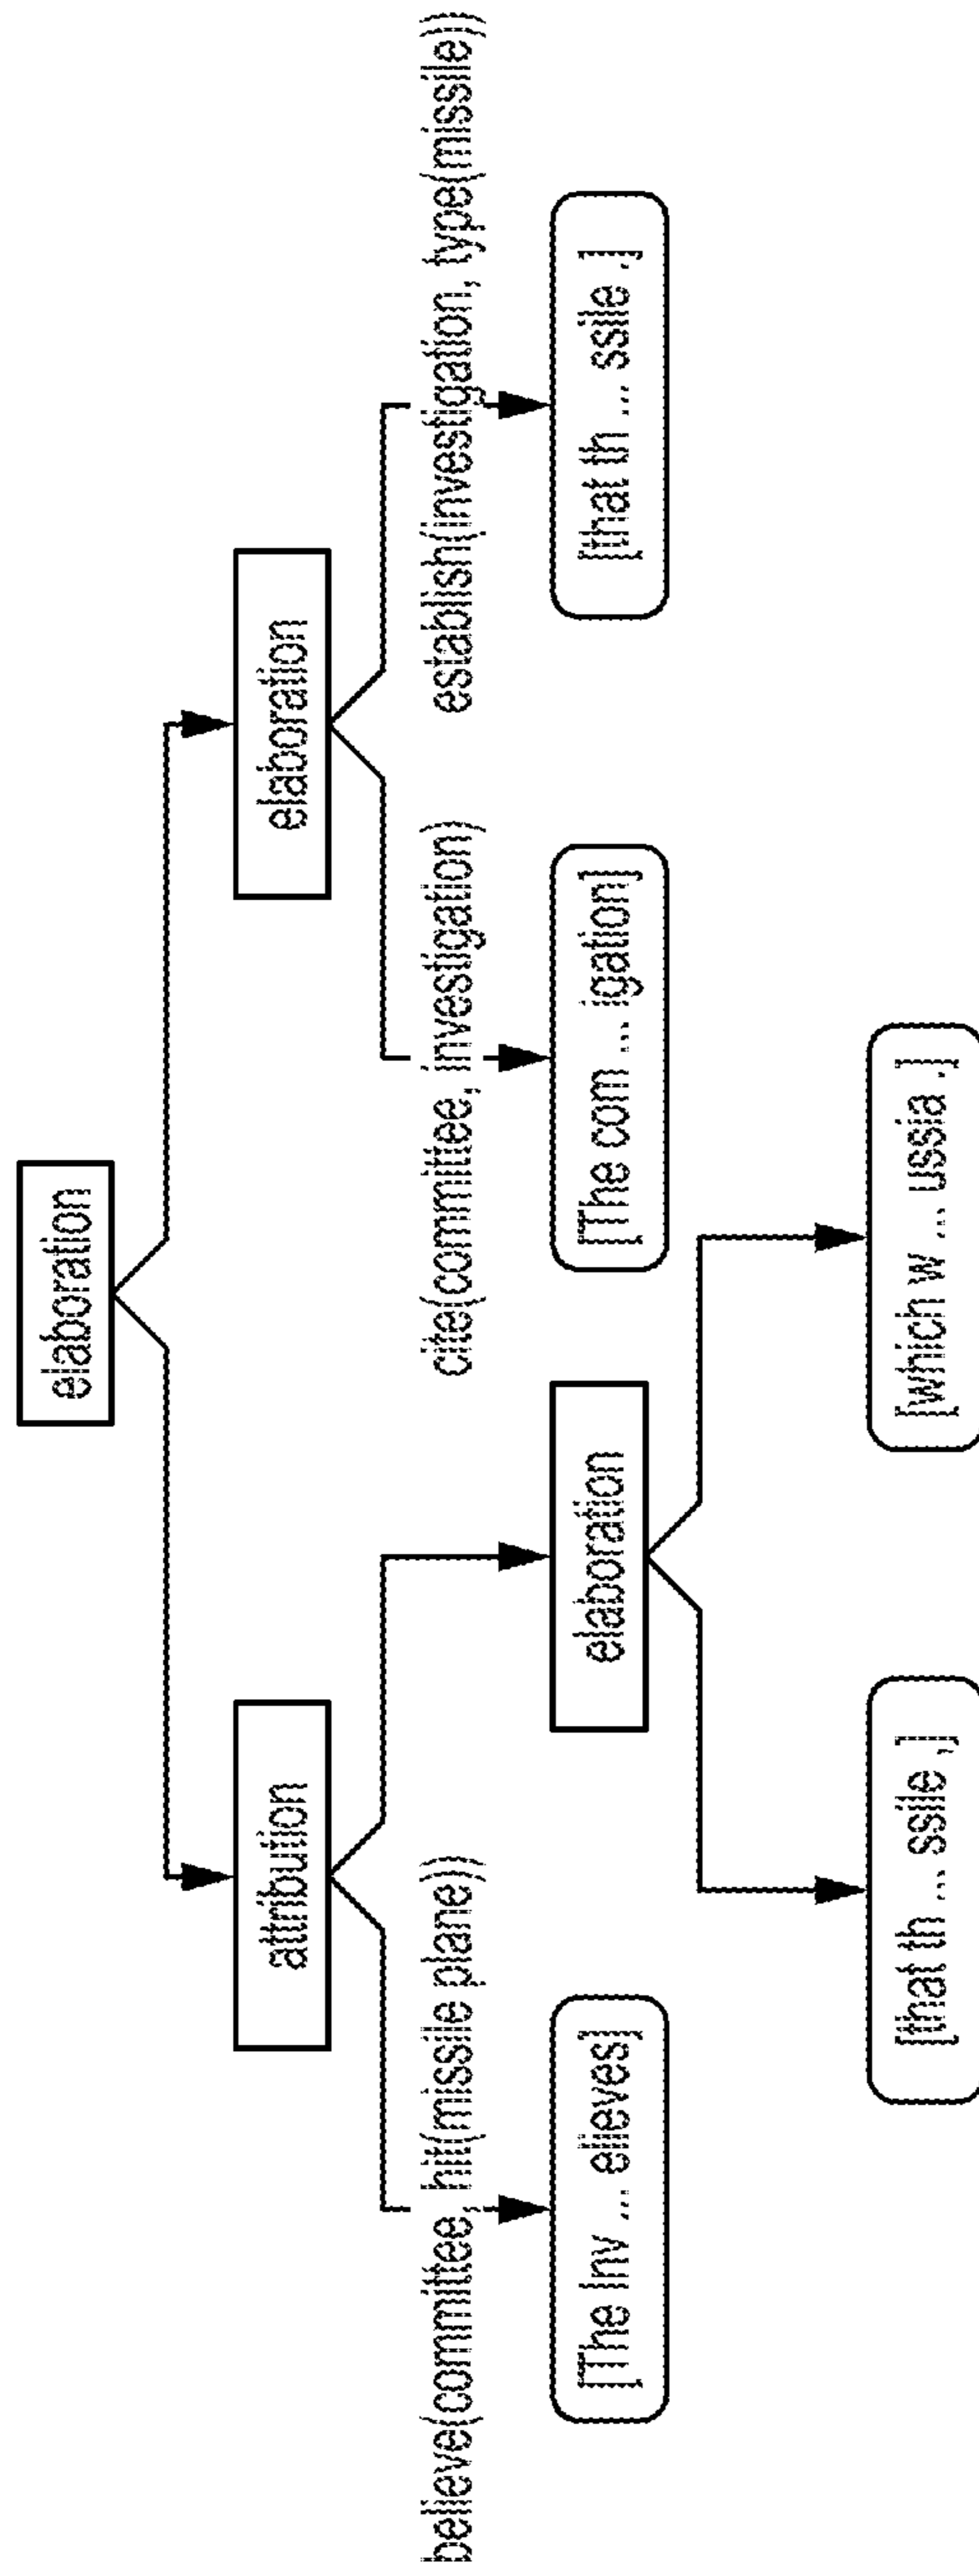 elaboration
attribution
elaboration
believe(committee, hit(missile plane))
cite(committee, investigation)
establish(investigation, type(missile))
[The Inv ... elieves]
elaboration
[The com ... igation]
[that th ... ssile .]
[that th ... ssile ,]
[which w ... ussia .]